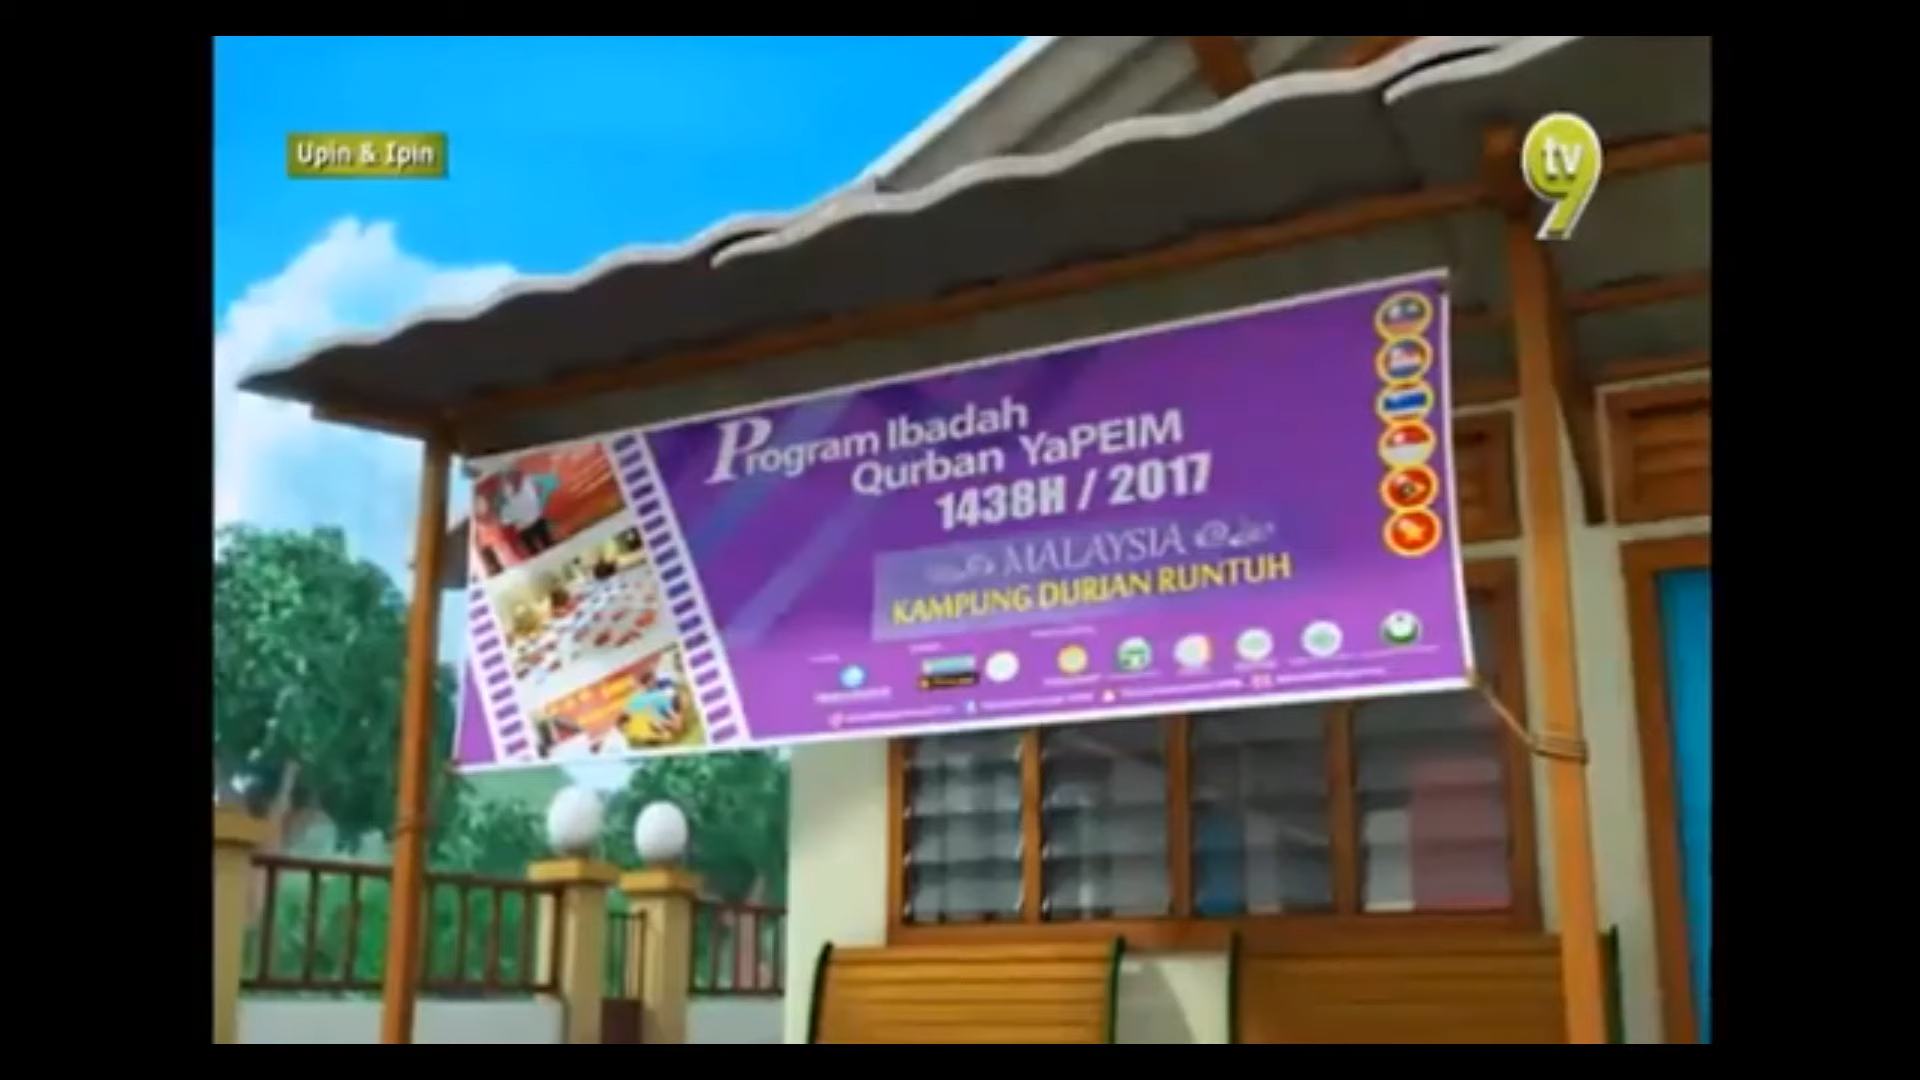 Upin & Ipin
tv9
Program Ibadah
Qurban YaPEIM
1438H / 2017
MALAYSIA
KAMPUNG DURIAN RUNTUH